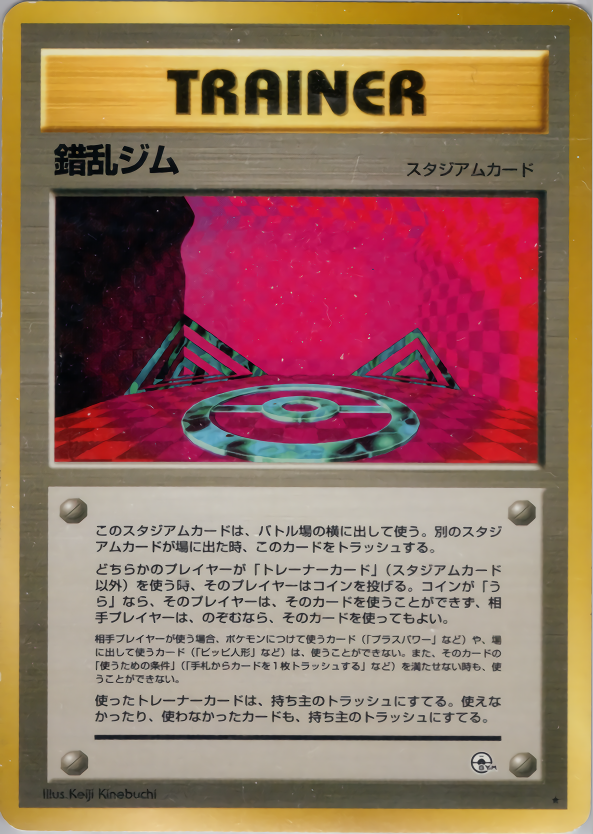 TRAINER
錯乱ジム
スタジアムカード
このスタジアムカードは、バトル場の横に出して使う。別のスタジ
アムカードが場に出た時、このカードをトラッシュする。
どちらかのプレイヤーが「トレーナーカード」（スタジアムカード
以外）を使う時、そのプレイヤーはコインを投げる。コインが「う
ら」なら、そのプレイヤーは、そのカードを使うことができず、相
手プレイヤーは、のぞむなら、そのカードを使ってもよい。
相手プレイヤーが使う場合、ポケモンにつけて使うカード（「プラスパワー」など）や、場
に出して使うカード（「ピッピ人形」など）は、使うことができない。また、そのカードの
「使うための条件」（「手札からカードを1枚トラッシュする」など）を満たせない時も、使
うことができない。
使ったトレーナーカードは、持ち主のトラッシュにすてる。使えな
かったり、使わなかったカードも、持ち主のトラッシュにすてる。
GYM
Illus. Keiji Kinebuchi
★